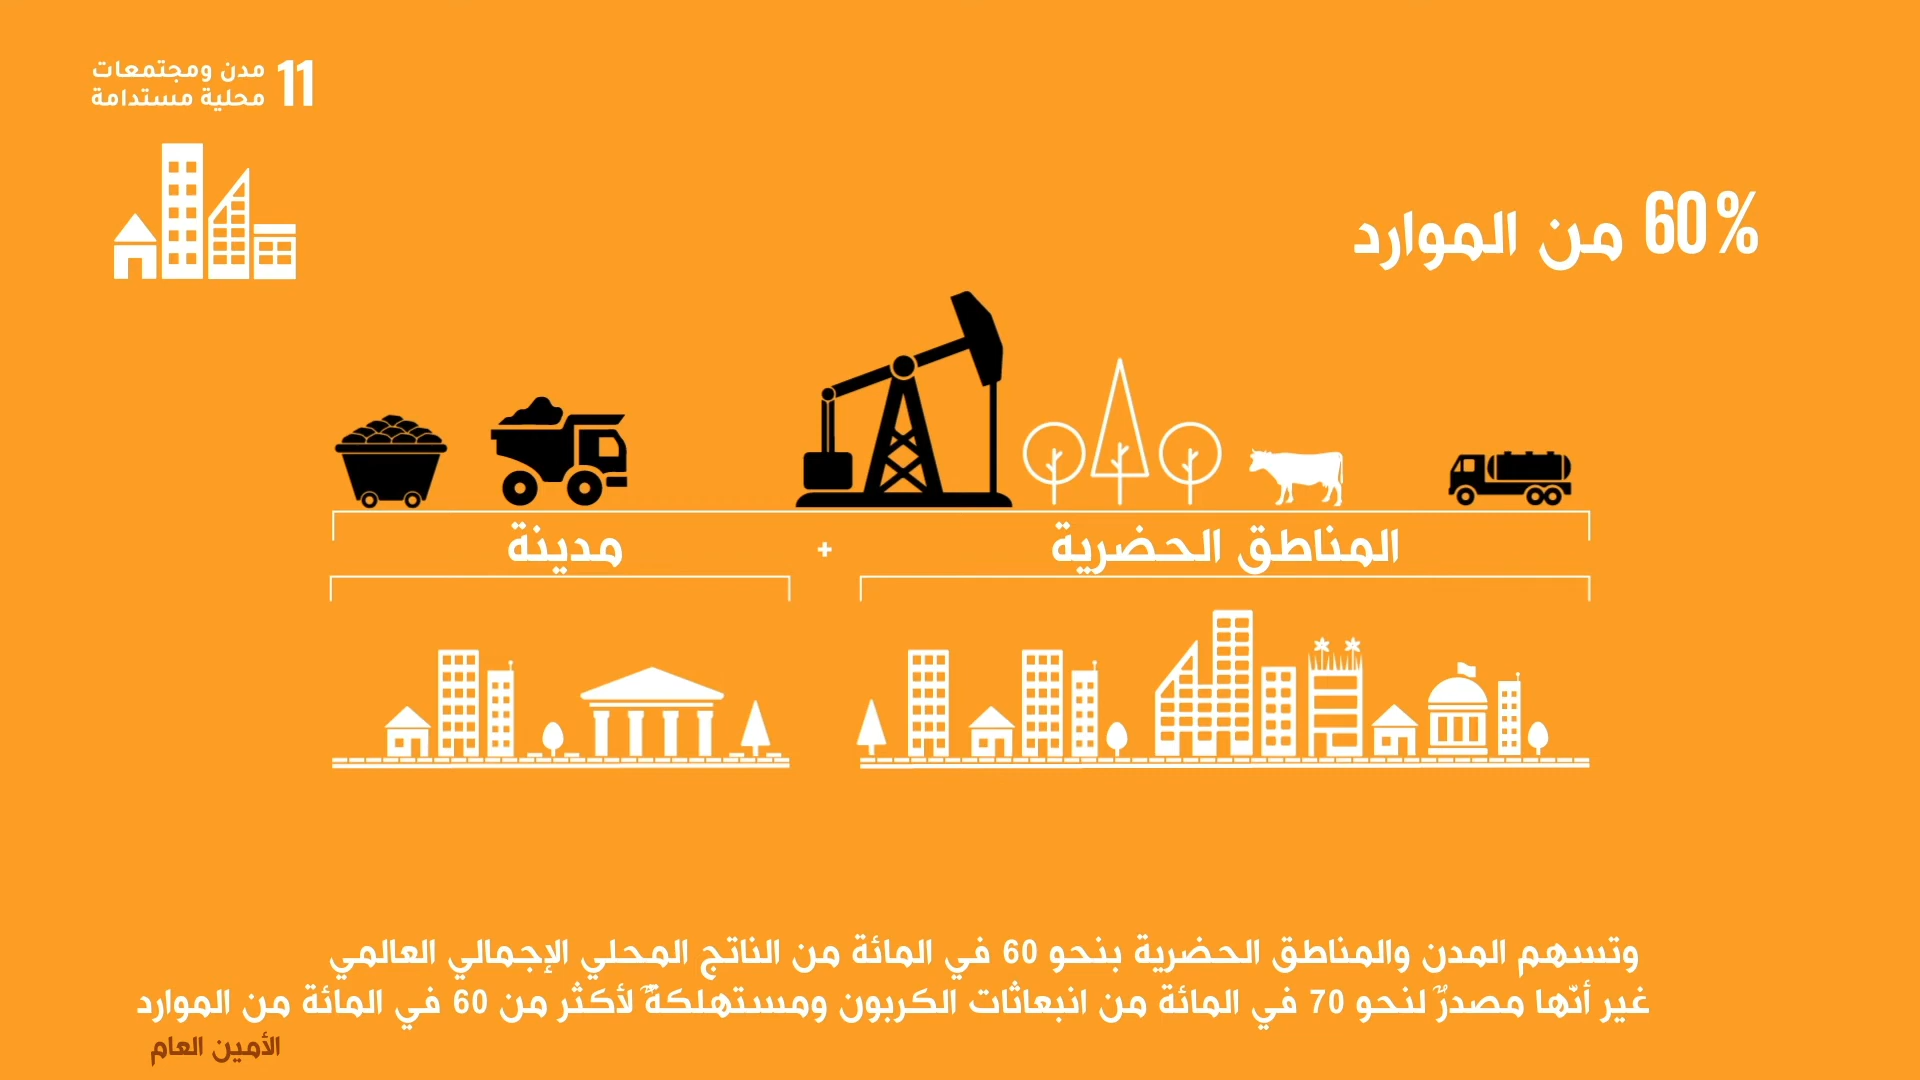 11 مدن ومجتمعات
محلية مستدامة
60% من الموارد
المناطق الحضرية + مدينة
وتسهم المدن والمناطق الحضرية بنحو 60 في المائة من الناتج المحلي الإجمالي العالمي
غير أنّها مصدرٌ لنحو 70 في المائة من انبعاثات الكربون ومستهلكةٌ لأكثر من 60 في المائة من الموارد
الأمين العام